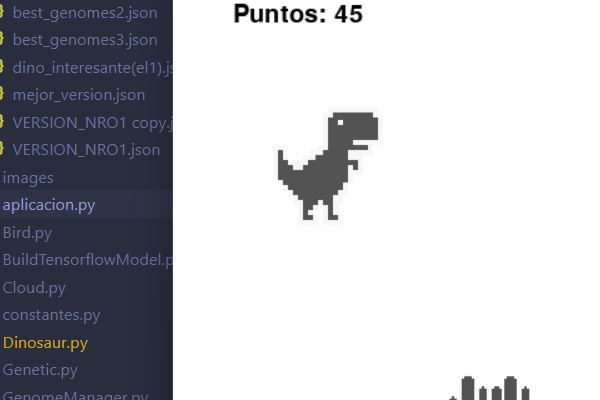 best_genomes2.json
best_genomes3.json
dino_interesante(el1).js
mejor_version.json
VERSION_NRO1 copy.j
VERSION_NRO1.json
images
aplicacion.py
Bird.py
BuildTensorflowModel.p
Cloud.py
constantes.py
Dinosaur.py
Genetic.py
GenomeManager.py
Puntos: 45